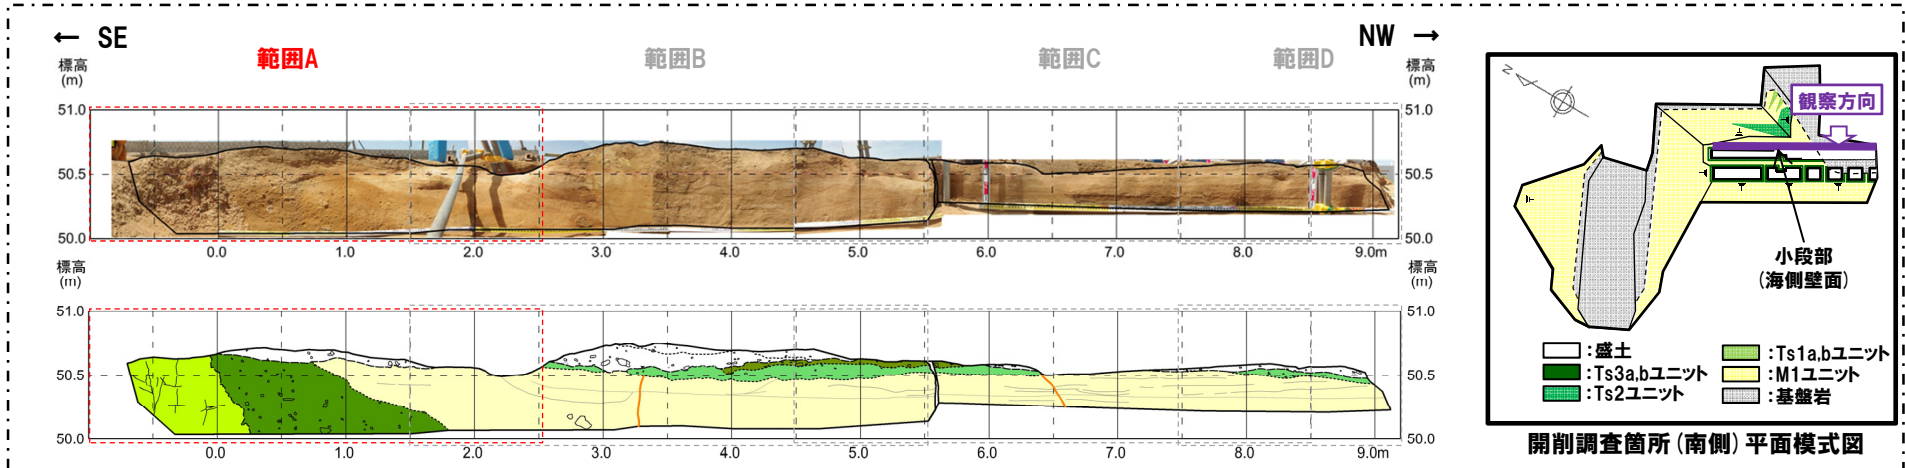 ← SE
NW →
範囲A
範囲B
範囲C
範囲D
標高
(m)
標高
(m)
51.0
51.0
50.5
50.5
50.0
50.0
0.0
1.0
2.0
3.0
4.0
5.0
6.0
7.0
8.0
9.0m
標高
(m)
標高
(m)
51.0
51.0
50.5
50.5
50.0
50.0
0.0
1.0
2.0
3.0
4.0
5.0
6.0
7.0
8.0
9.0m
N
観察方向
小段部
(海側壁面)
:盛土
:Ts3a,bユニット
:Ts2ユニット
:Ts1a,bユニット
:M1ユニット
:基盤岩
開削調査箇所(南側)平面模式図